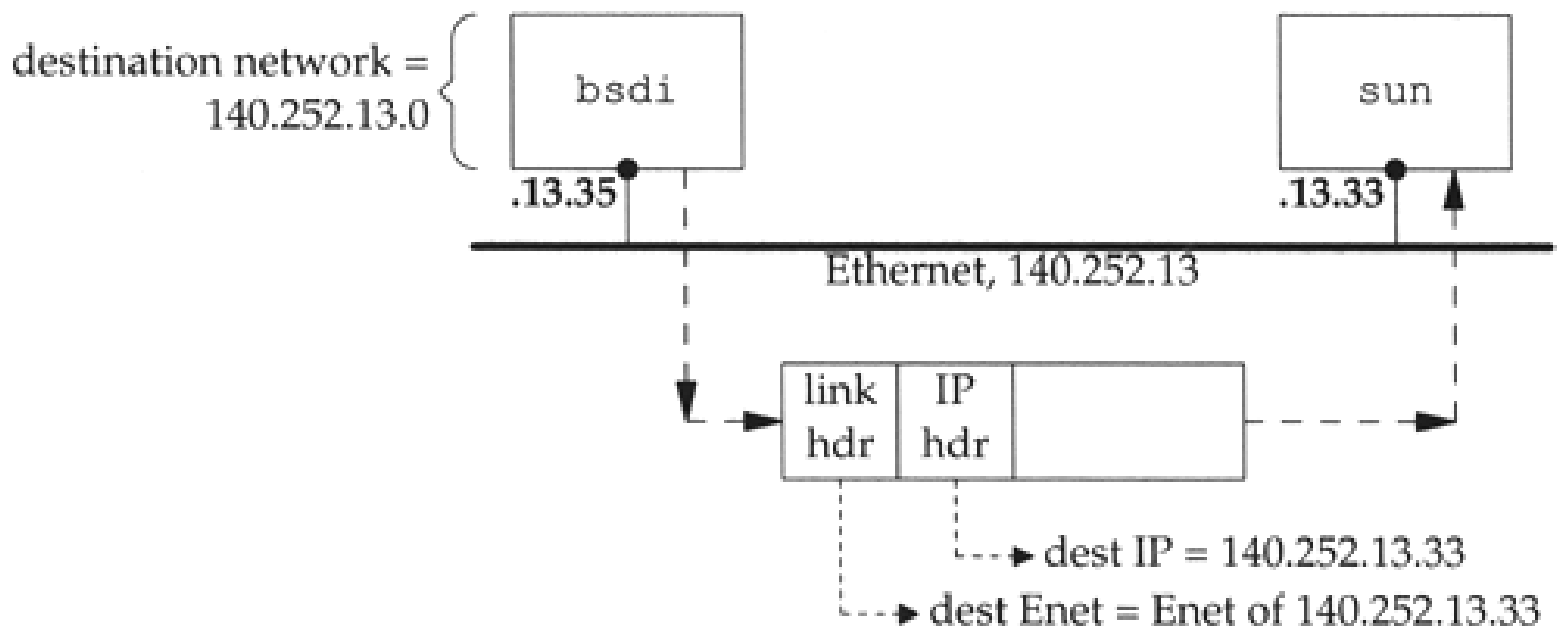 destination network =
140.252.13.0
bsdi
sun
.13.35
.13.33
Ethernet, 140.252.13
link
hdr
IP
hdr
dest IP = 140.252.13.33
dest Enet = Enet of 140.252.13.33